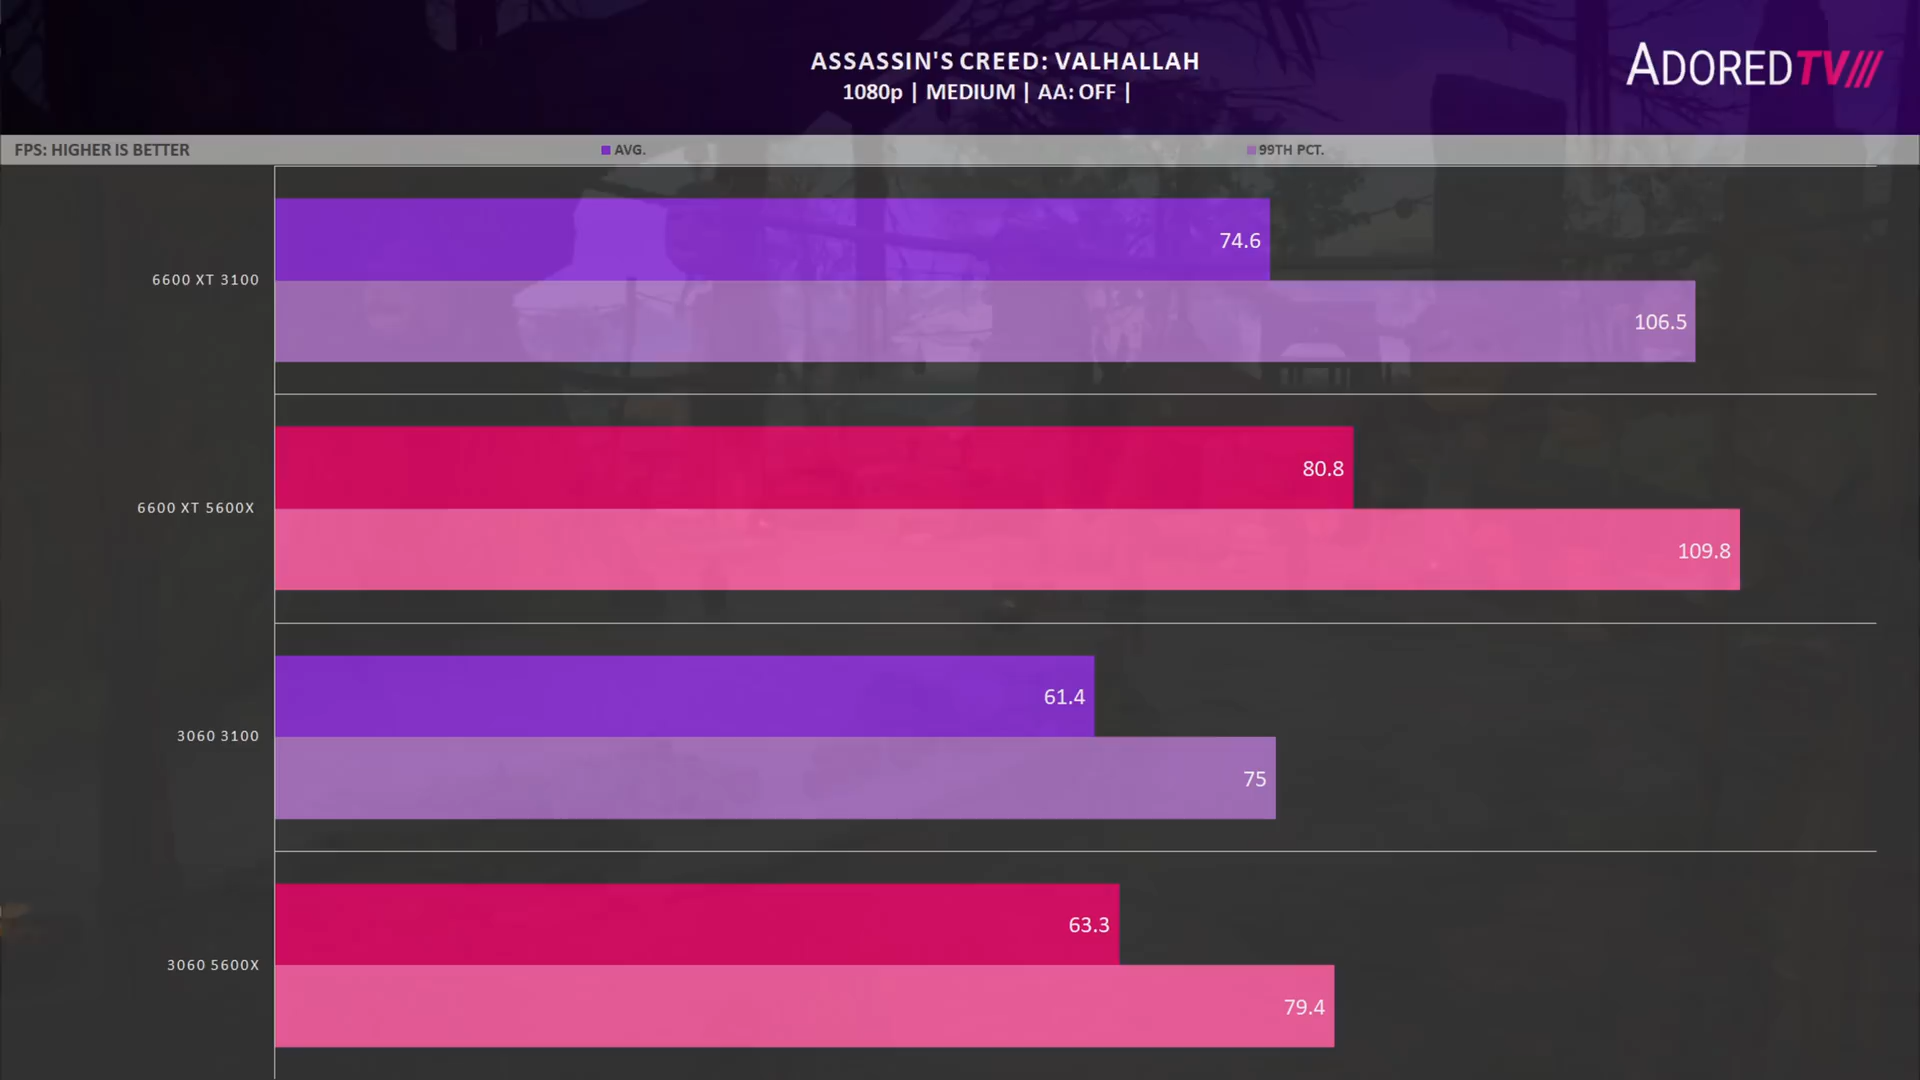 ASSASSIN'S CREED: VALHALLAH
1080p | MEDIUM | AA: OFF |
ADOREDTV///
FPS: HIGHER IS BETTER
AVG.
99TH PCT.
6600 XT 3100
74.6
106.5
6600 XT 5600X
80.8
109.8
3060 3100
61.4
75
3060 5600X
63.3
79.4